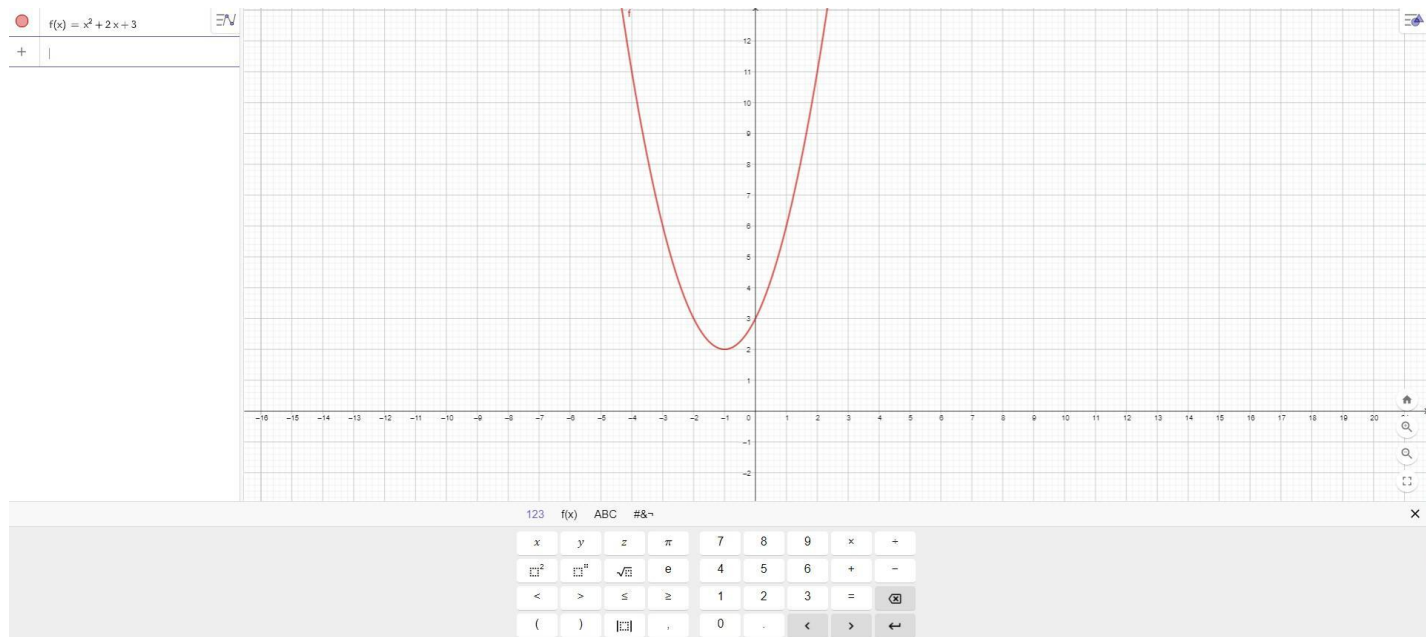 f(x) = x² + 2 x + 3
+
f
12
11
10
9
8
7
6
5
4
3
2
1
−16 −15 −14 −13 −12 −11 −10 −9 −8 −7 −6 −5 −4 −3 −2 −1 0 1 2 3 4 5 6 7 8 9 10 11 12 13 14 15 16 17 18 19 20
−1
−2
123 f(x) ABC #&¬
x y z π 7 8 9 × ÷
√ e 4 5 6 + −
< > ≤ ≥ 1 2 3 =
( ) , 0 .